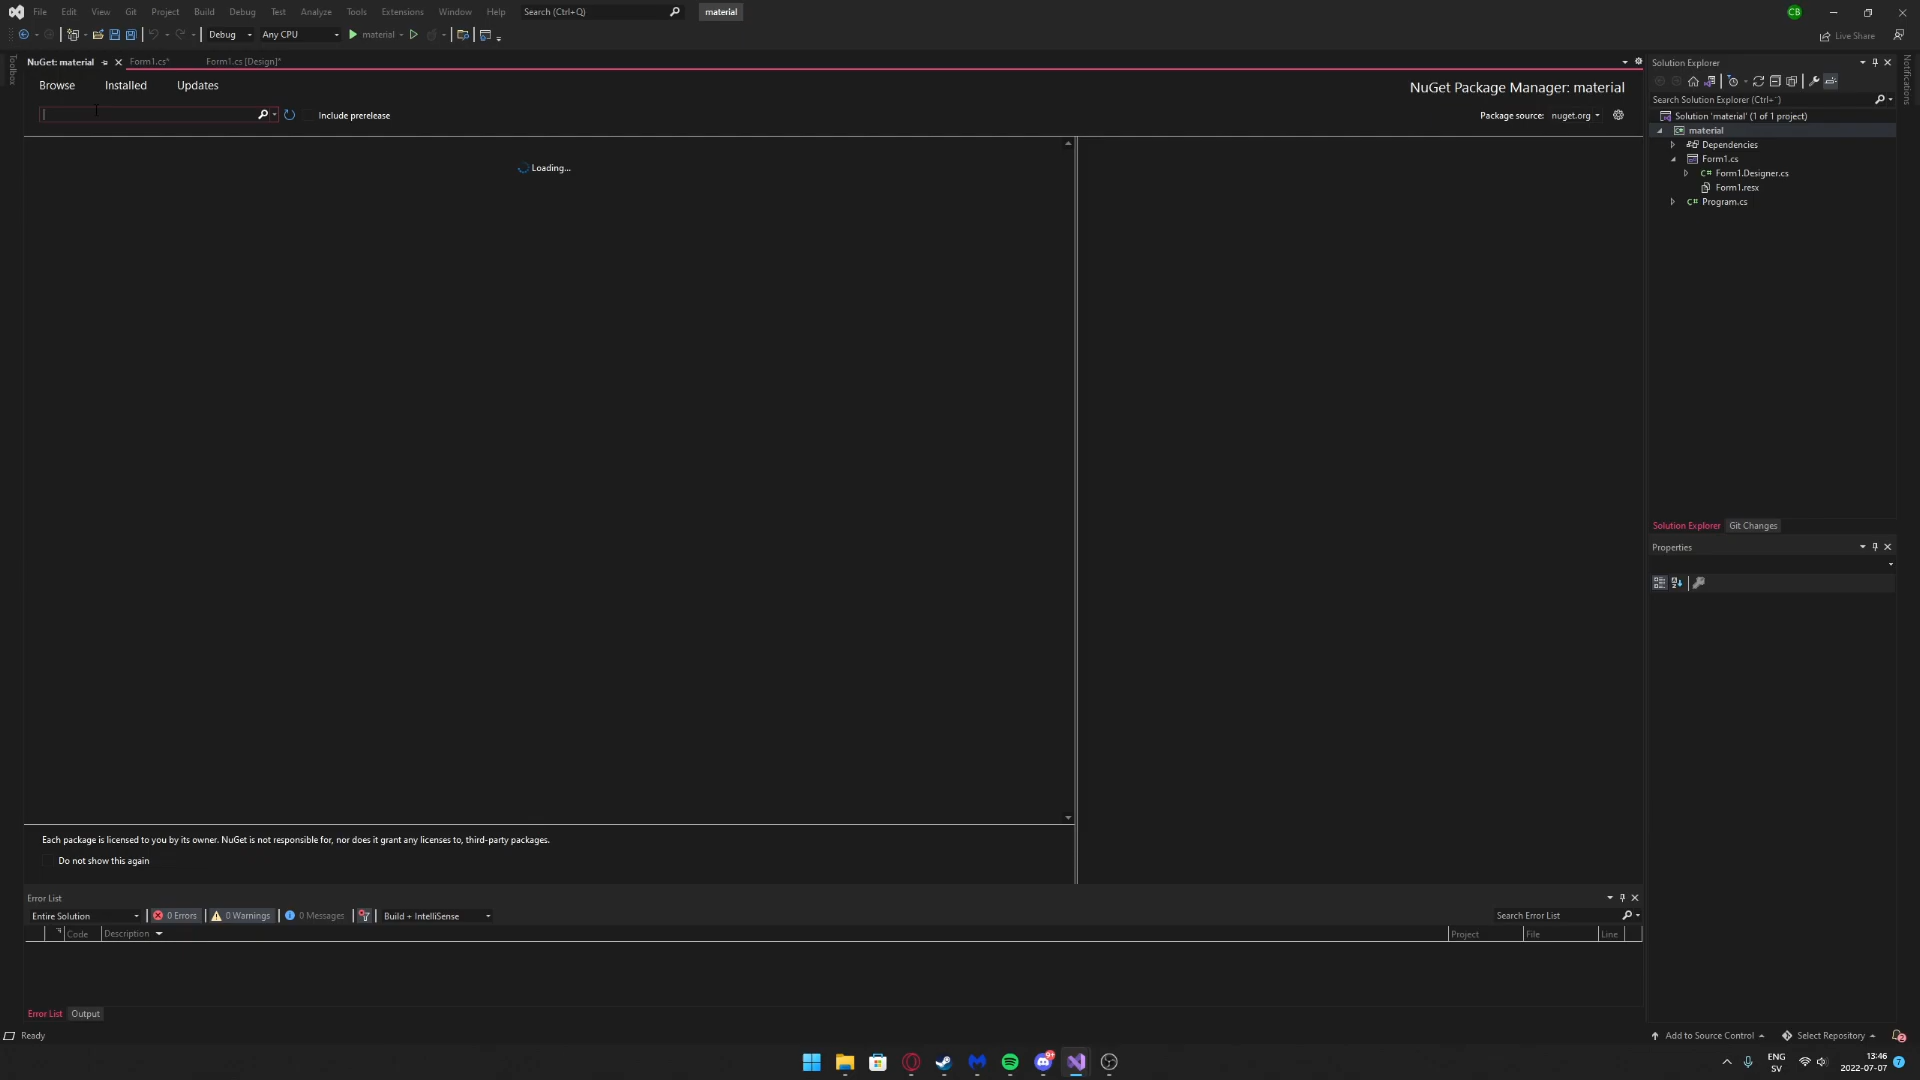 File Edit View Git Project Build Debug Test Analyze Tools Extensions Window Help Search (Ctrl+Q) material
CB
Debug Any CPU material Live Share
NuGet: material Form1.cs* Form1.cs [Design]*
Browse Installed Updates
NuGet Package Manager: material
Include prerelease
Package source: nuget.org
Loading...
Each package is licensed to you by its owner. NuGet is not responsible for, nor does it grant any licenses to, third-party packages.
Do not show this again
Error List
Entire Solution 0 Errors 0 Warnings 0 Messages Build + IntelliSense Search Error List
Code Description Project File Line
Error List Output
Ready
Toolbox
Solution Explorer
Search Solution Explorer (Ctrl+¨)
Solution 'material' (1 of 1 project)
material
Dependencies
Form1.cs
C# Form1.Designer.cs
Form1.resx
C# Program.cs
Solution Explorer Git Changes
Properties
Notifications
Add to Source Control Select Repository 2
9+
ENG
SV
13:46
2022-07-07
7